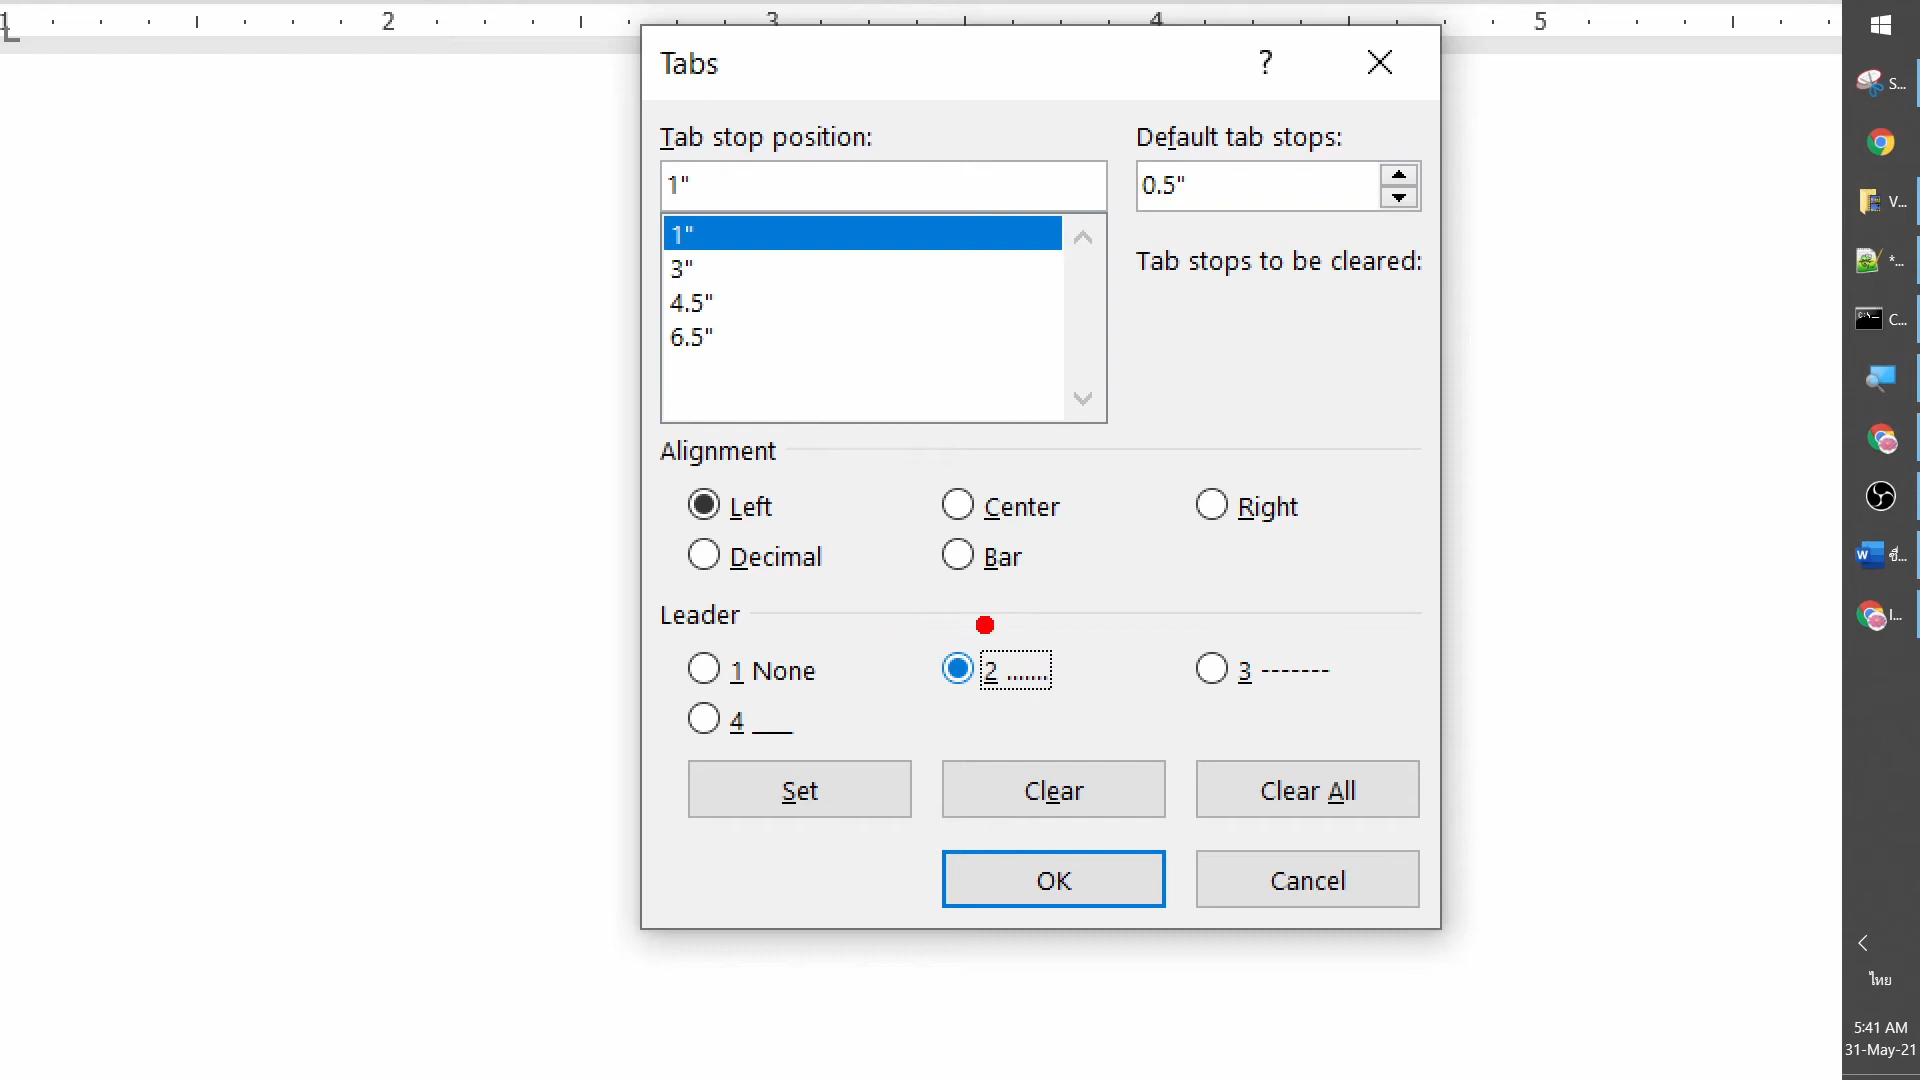 1 2 3 4 5
Tabs ?
Tab stop position:
Default tab stops:
1"
0.5"
1"
3"
4.5"
6.5"
Tab stops to be cleared:
Alignment
Left Center Right
Decimal Bar
Leader
1 None 2 ....... 3 -------
4 ___
Set Clear Clear All
OK Cancel
S...
V...
*...
C...
ซื่...
I...
ไทย
5:41 AM
31-May-21